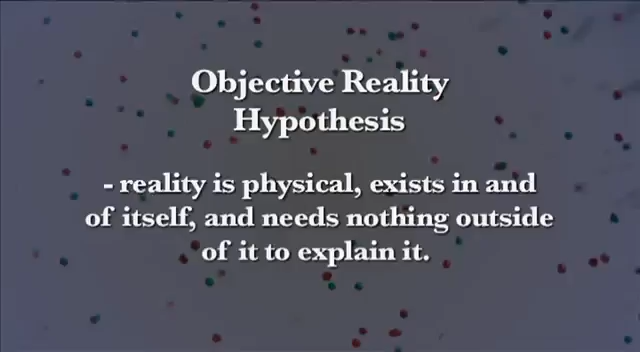 Objective Reality
Hypothesis
- reality is physical, exists in and
of itself, and needs nothing outside
of it to explain it.